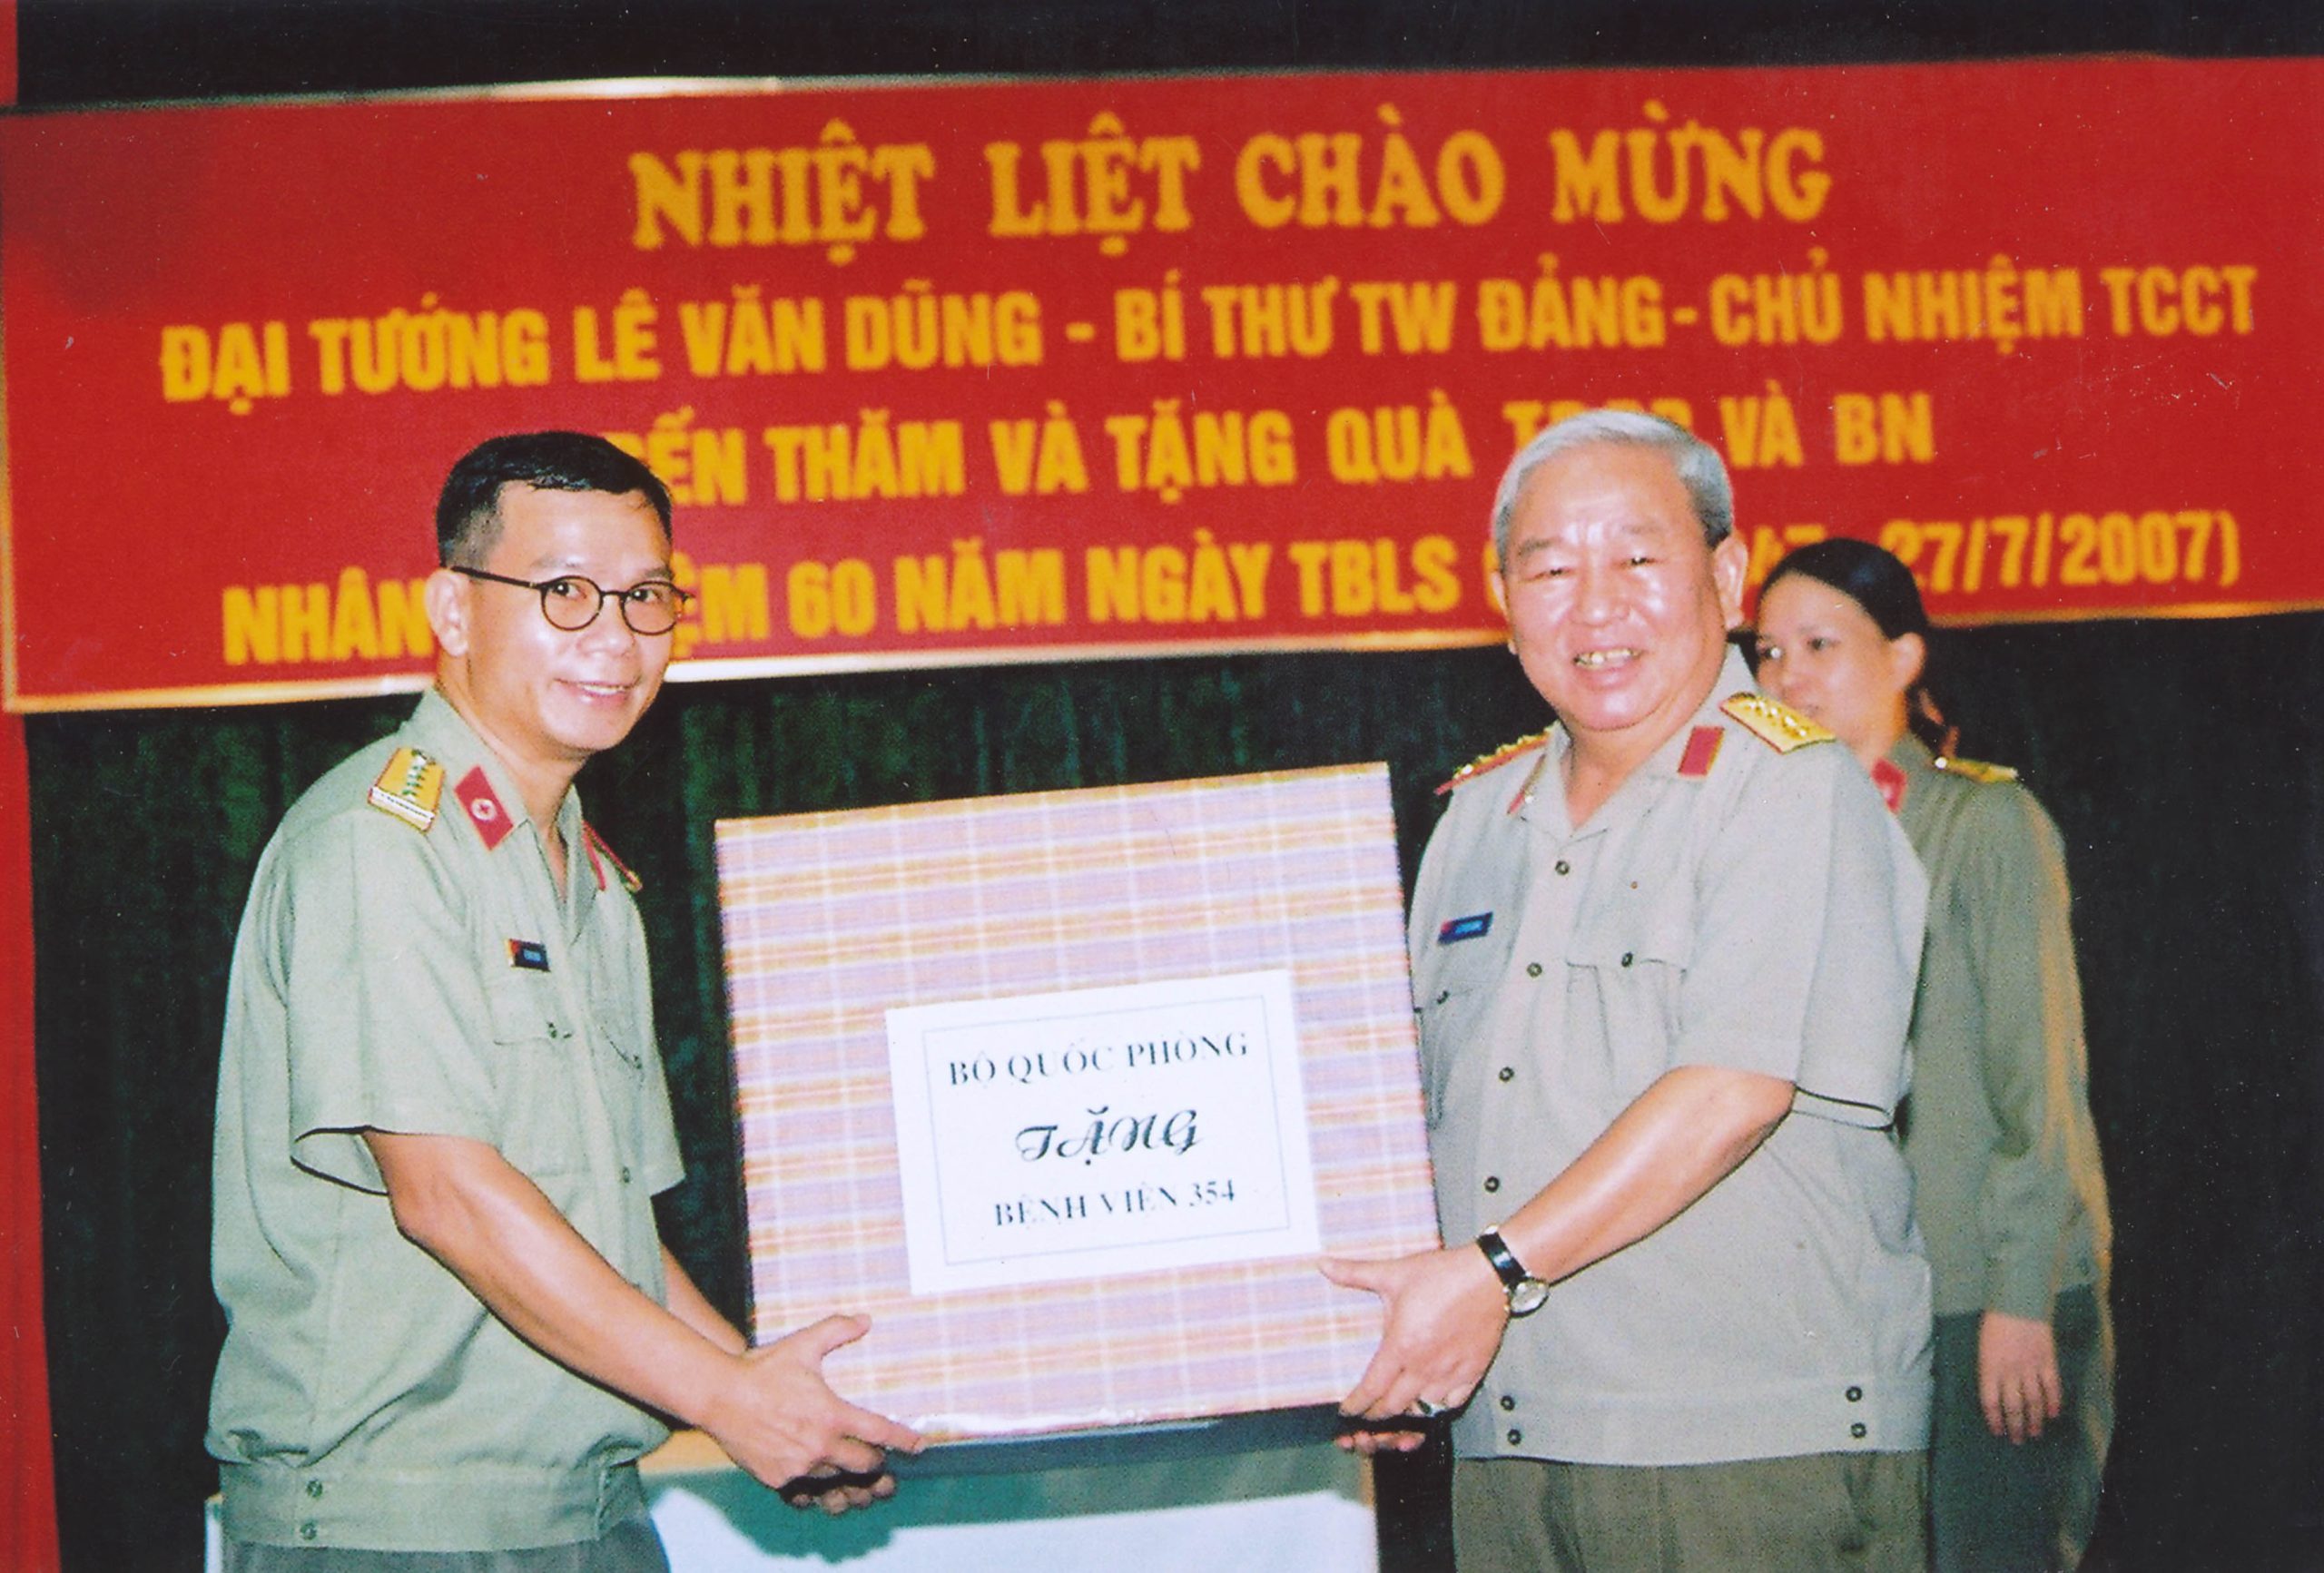 NHIỆT LIỆT CHÀO MỪNG
ĐẠI TƯỚNG LÊ VĂN DŨNG - BÍ THƯ TW ĐẢNG - CHỦ NHIỆM TCCT
ĐẾN THĂM VÀ TẶNG QUÀ VÀ BN
NHÂN 60 NĂM NGÀY TBLS 27/7/2007)
BỘ QUỐC PHÒNG
TẶNG
BỆNH VIỆN 354